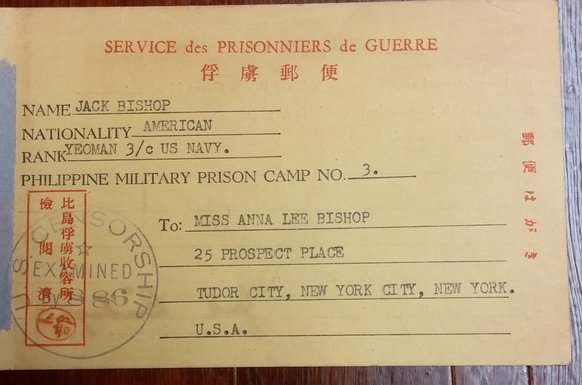 SERVICE des PRISONNIERS de GUERRE
俘虜郵便
NAME JACK BISHOP
NATIONALITY AMERICAN
RANK YEOMAN 3/c US NAVY.
PHILIPPINE MILITARY PRISON CAMP NO. 3.
To: MISS ANNA LEE BISHOP
25 PROSPECT PLACE
TUDOR CITY, NEW YORK CITY, NEW YORK.
U.S.A.
郵便はがき
比島俘虜收容所
檢閲濟
U.S. CENSORSHIP
EXAMINED
86